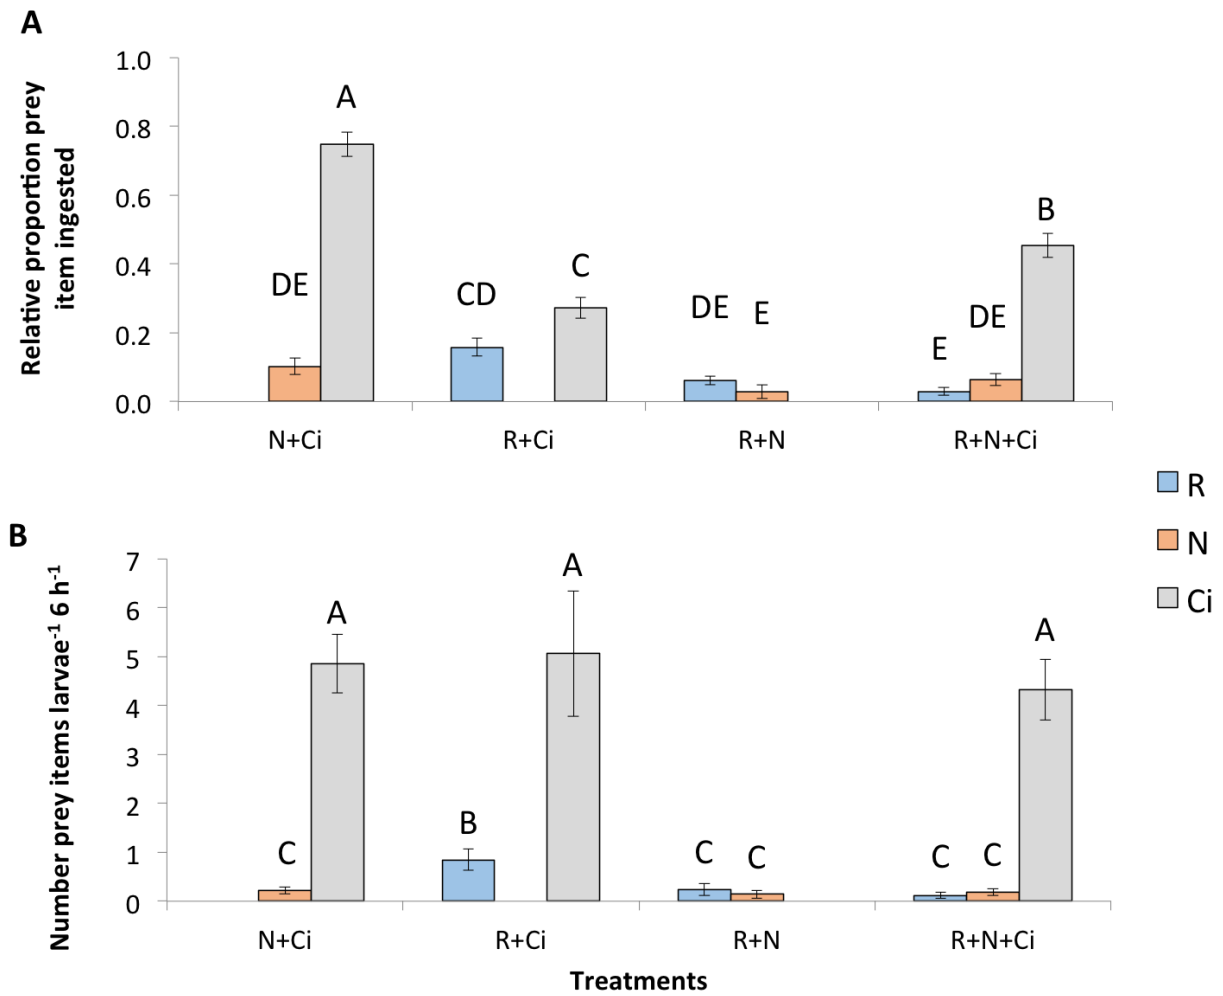 A
Relative proportion prey
item ingested
1.0
0.8
0.6
0.4
0.2
0.0
DE
A
CD
C
DE
E
E
DE
B
N+Ci
R+Ci
R+N
R+N+Ci
R
N
Ci
B
Number prey items larvae⁻¹ 6 h⁻¹
7
6
5
4
3
2
1
0
C
A
B
A
C
C
C
C
A
N+Ci
R+Ci
R+N
R+N+Ci
Treatments